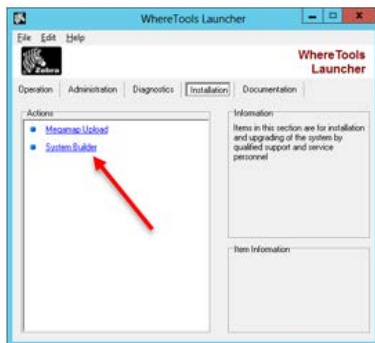 WhereTools Launcher
File Edit Help
Zebra
WhereTools
Launcher
Operation Administration Diagnostics Installation Documentation
Actions
Megamap Upload
System Builder
Information
Items in this section are for installation
and upgrading of the system by
qualified support and service
personnel
Item Information